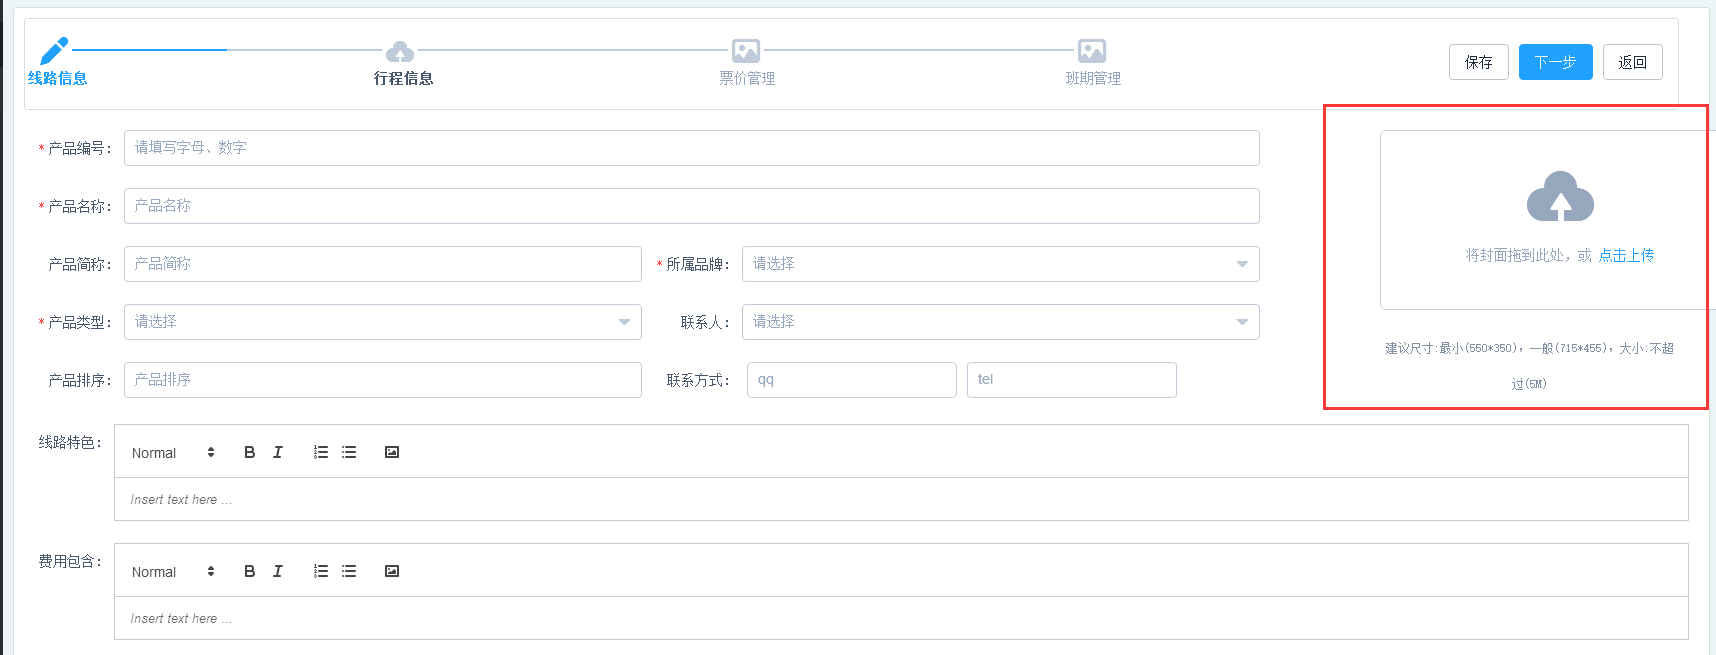 线路信息
行程信息
票价管理
班期管理
保存
下一步
返回
* 产品编号：
请填写字母、数字
* 产品名称：
产品名称
产品简称：
产品简称
* 所属品牌：
请选择
* 产品类型：
请选择
联系人：
请选择
产品排序：
产品排序
联系方式：
qq
tel
将封面拖到此处，或 点击上传
建议尺寸:最小(550*350)，一般(715*455)，大小:不超
过(5M)
线路特色：
Normal
B I
Insert text here ...
费用包含：
Normal
B I
Insert text here ...